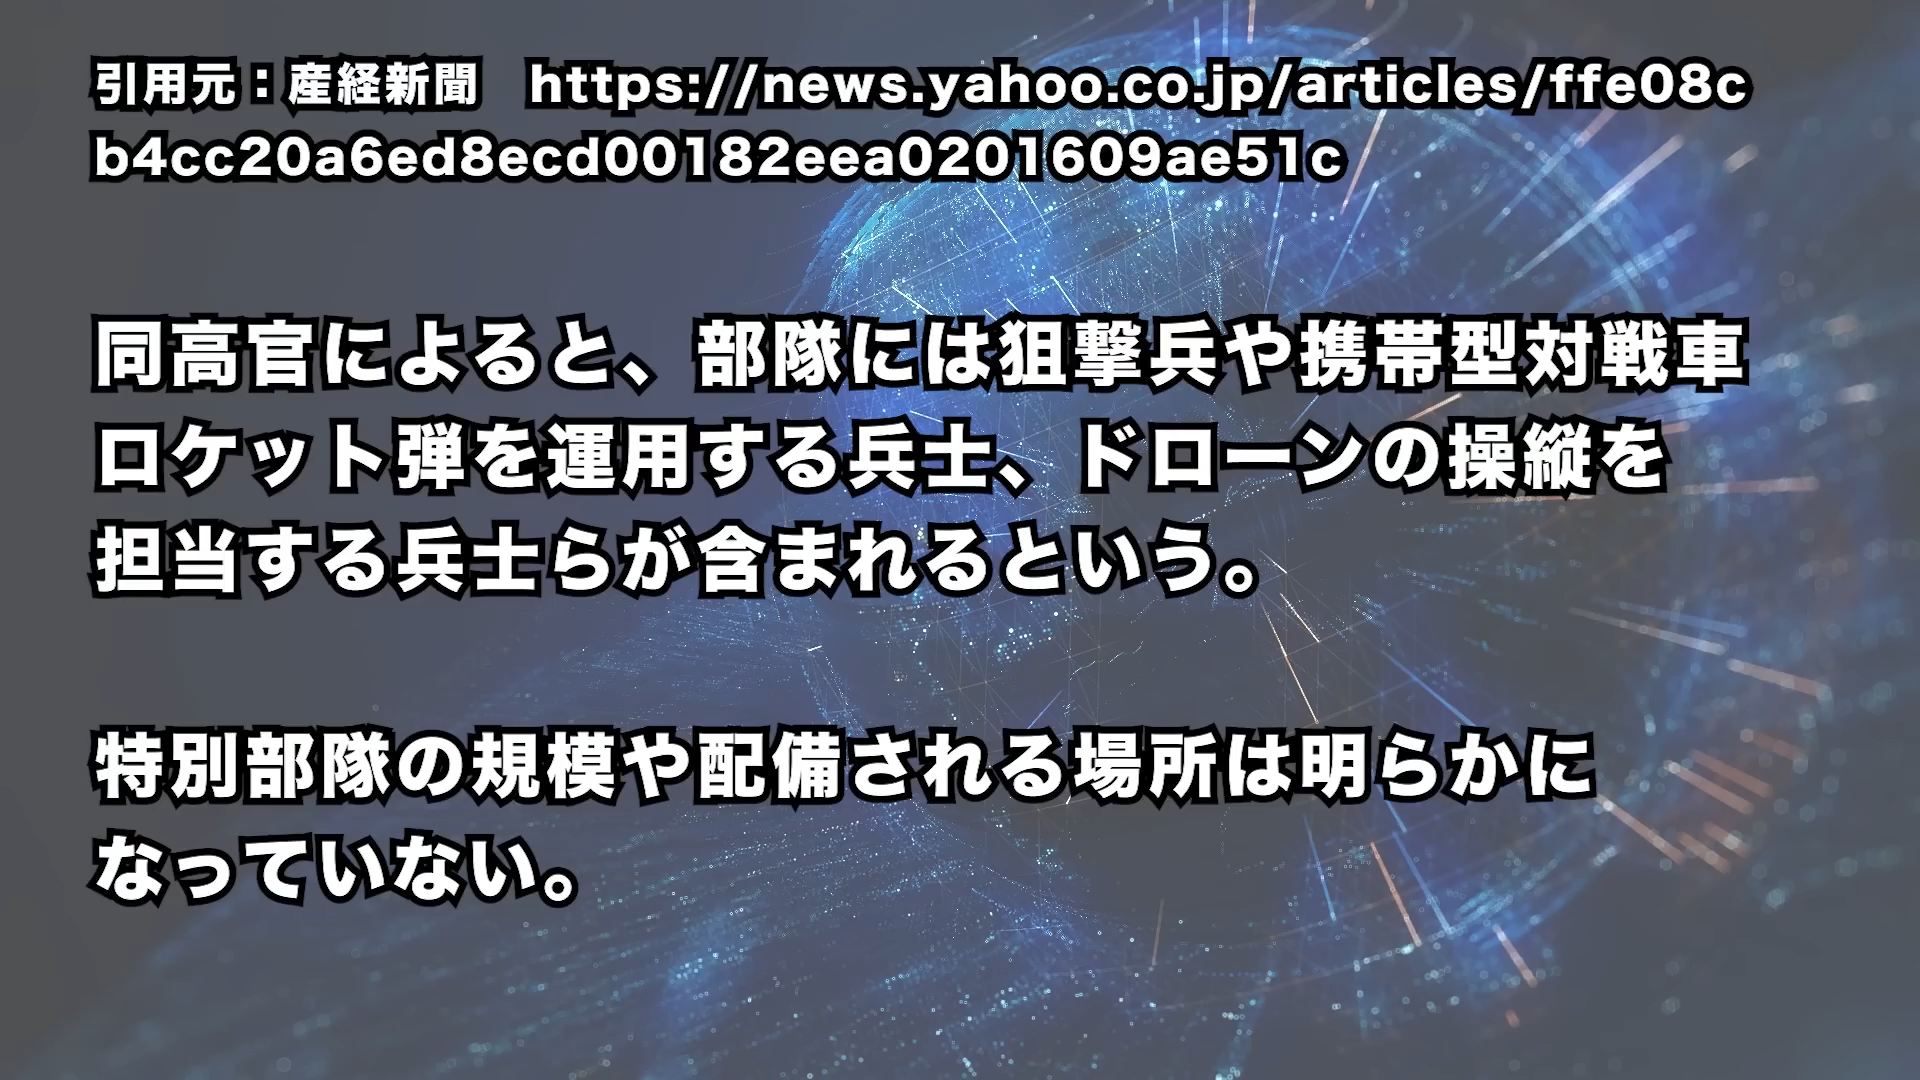 引用元：産経新聞　https://news.yahoo.co.jp/articles/ffe08c
b4cc20a6ed8ecd00182eea0201609ae51c
同高官によると、部隊には狙撃兵や携帯型対戦車
ロケット弾を運用する兵士、ドローンの操縦を
担当する兵士らが含まれるという。
特別部隊の規模や配備される場所は明らかに
なっていない。